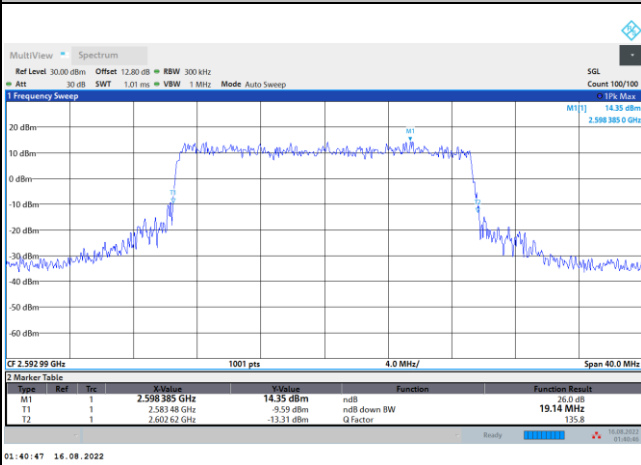 MultiView Spectrum
Ref Level 30.00 dBm Offset 12.80 dB RBW 300 kHz SGL
Att 30 dB SWT 1.01 ms VBW 1 MHz Mode Auto Sweep Count 100/100
1 Frequency Sweep 1Pk Max
M1[1] 14.35 dBm
2.598 385 0 GHz
20 dBm
M1
10 dBm
0 dBm
T1
-10 dBm
T2
-20 dBm
-30 dBm
-40 dBm
-50 dBm
-60 dBm
CF 2.592 99 GHz 1001 pts 4.0 MHz/ Span 40.0 MHz
2 Marker Table
Type Ref Trc X-Value Y-Value Function Function Result
M1 1 2.598 385 GHz 14.35 dBm ndB 26.0 dB
T1 1 2.583 48 GHz -9.59 dBm ndB down BW 19.14 MHz
T2 1 2.602 62 GHz -13.31 dBm Q Factor 135.8
Ready 16.08.2022
01:40:46
01:40:47 16.08.2022